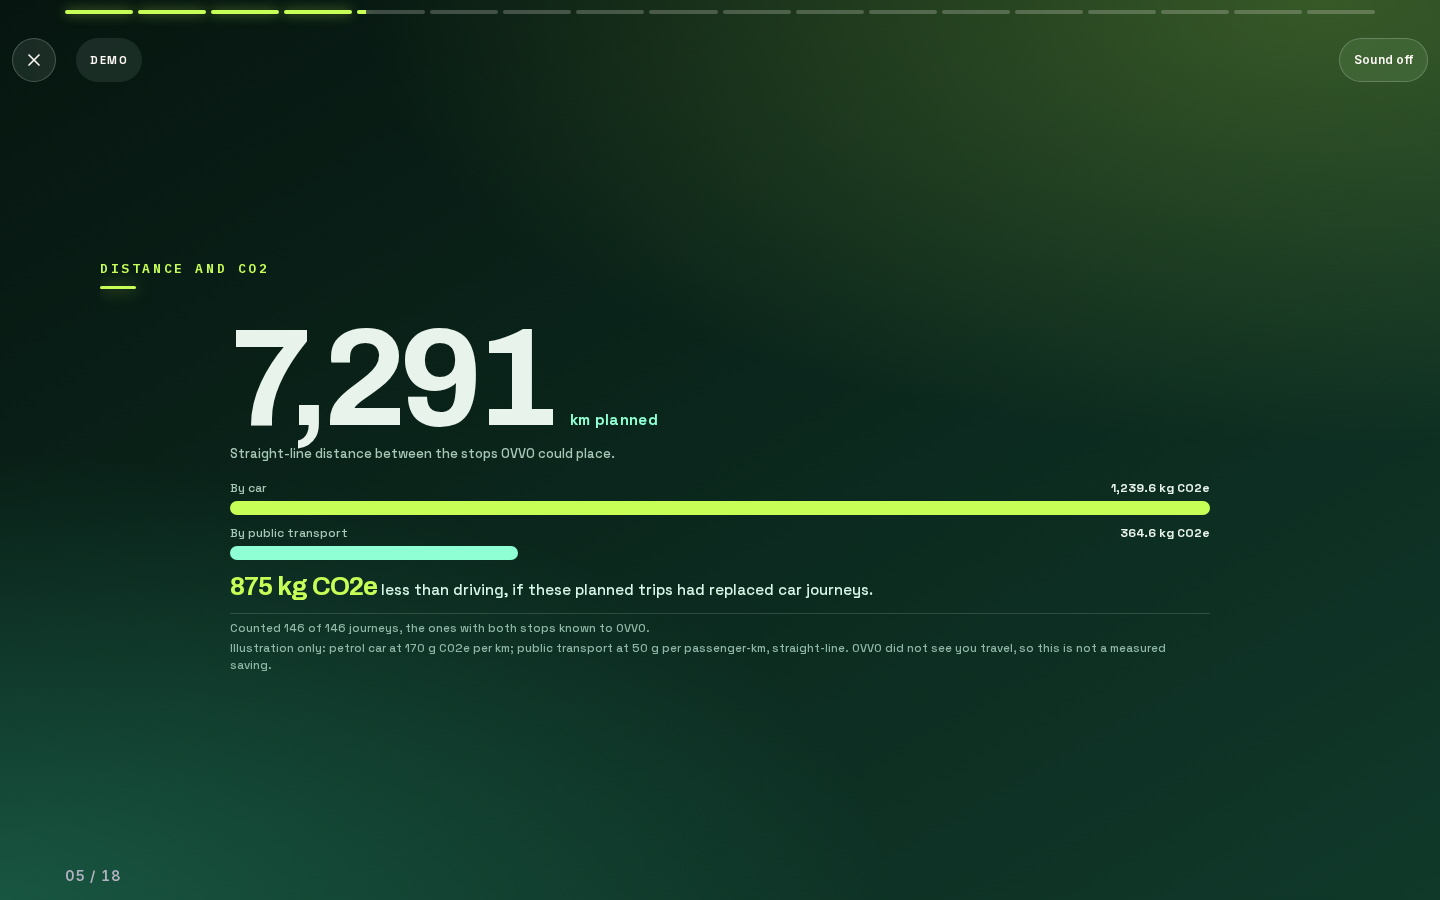 DEMO
Sound off
DISTANCE AND CO2
7,291 km planned
Straight-line distance between the stops OVVO could place.
By car 1,239.6 kg CO2e
By public transport 364.6 kg CO2e
875 kg CO2e less than driving, if these planned trips had replaced car journeys.
Counted 146 of 146 journeys, the ones with both stops known to OVVO.
Illustration only: petrol car at 170 g CO2e per km; public transport at 50 g per passenger-km, straight-line. OVVO did not see you travel, so this is not a measured
saving.
05 / 18